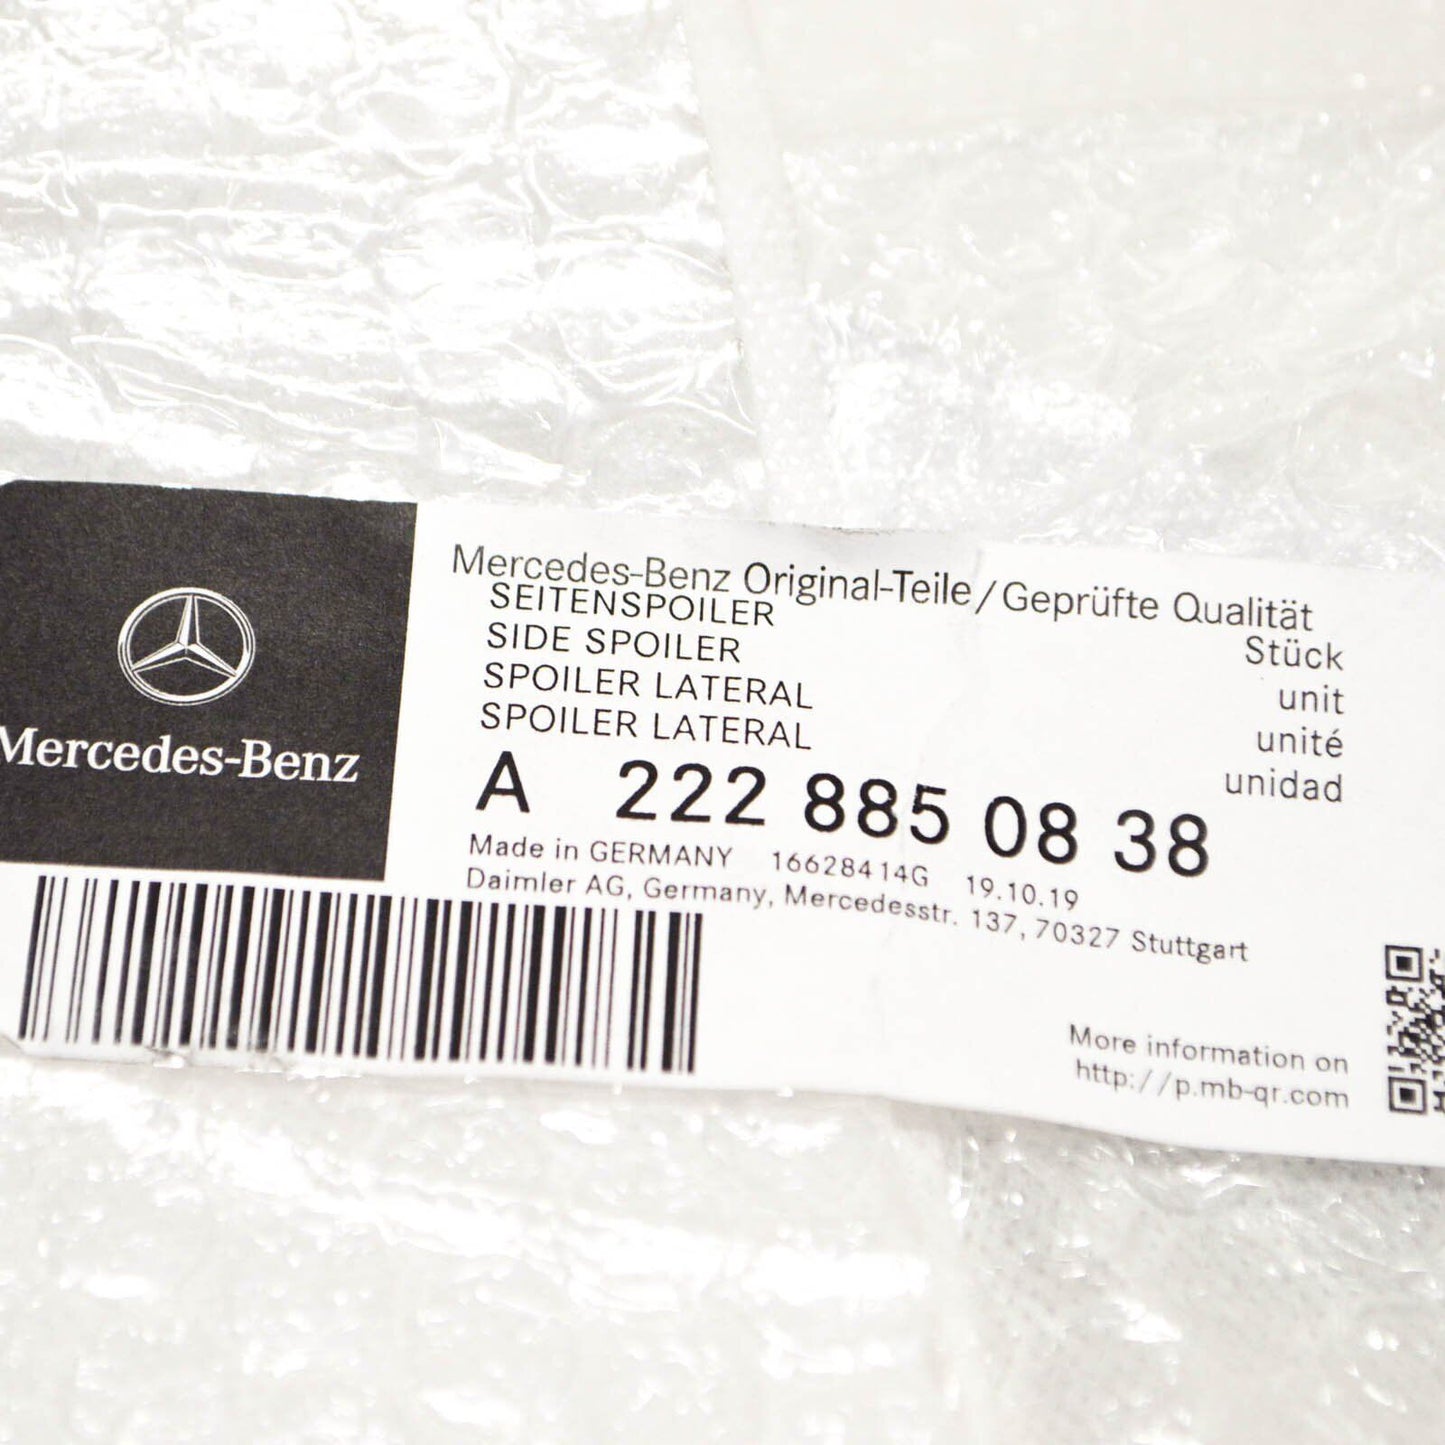 Mercedes-Benz
Mercedes-Benz Original-Teile/Geprüfte Qualität
SEITENSPOILER Stück
SIDE SPOILER unit
SPOILER LATERAL unité
SPOILER LATERAL unidad
A 222 885 08 38
Made in GERMANY 16628414G 19.10.19
Daimler AG, Germany, Mercedesstr. 137, 70327 Stuttgart
More information on
http://p.mb-qr.com